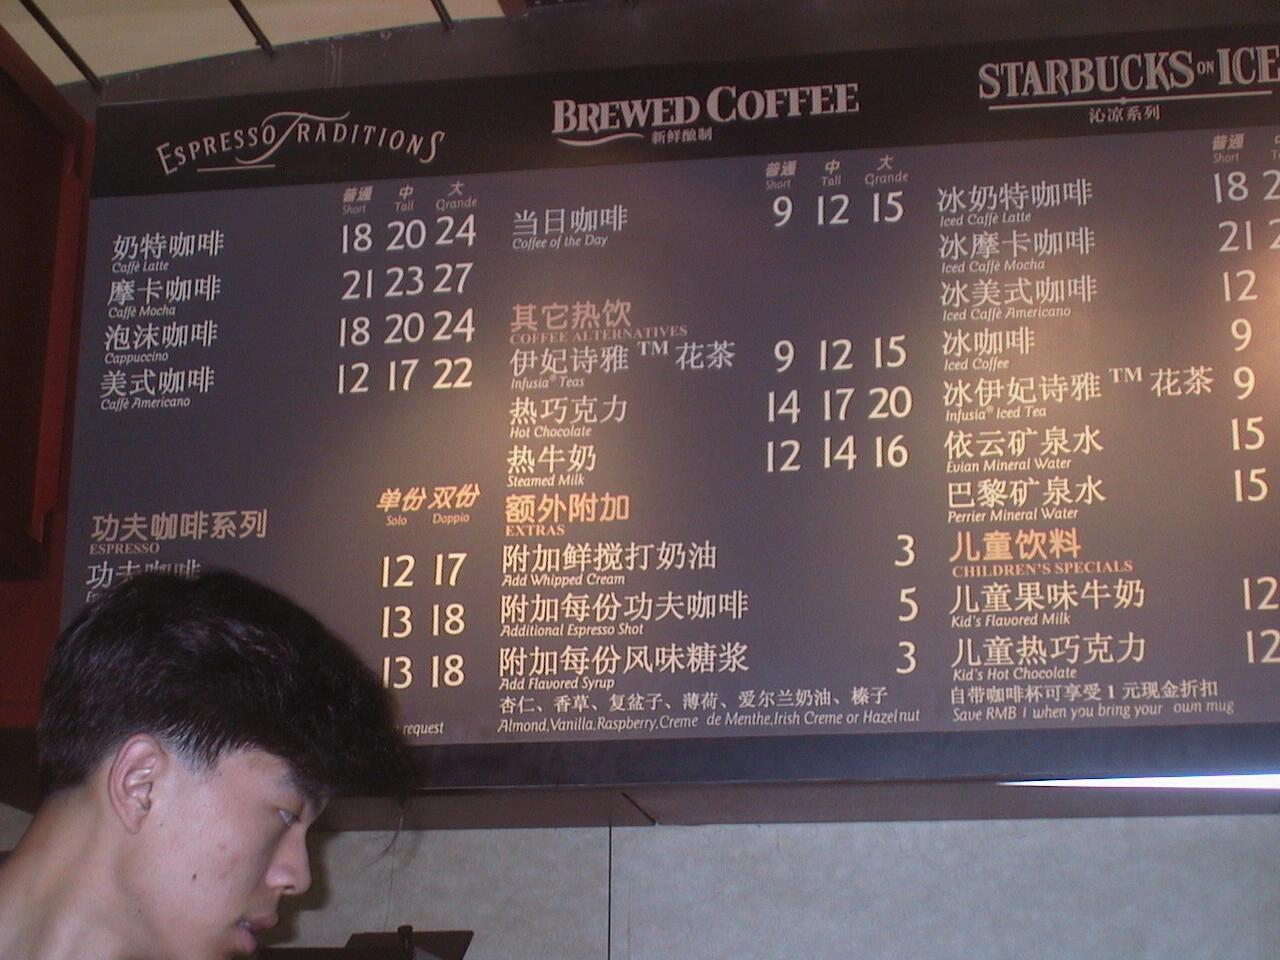 ESPRESSO TRADITIONS
普通 中 大
Short Tall Grande
奶特咖啡 18 20 24
Caffè Latte
摩卡咖啡 21 23 27
Caffè Mocha
泡沫咖啡 18 20 24
Cappuccino
美式咖啡 12 17 22
Caffè Americano
单份 双份
Solo Doppio
功夫咖啡系列
ESPRESSO
功夫咖啡 12 17
13 18
13 18
request
BREWED COFFEE
新鲜酿制
普通 中 大
Short Tall Grande
当日咖啡 9 12 15
Coffee of the Day
其它热饮
COFFEE ALTERNATIVES
伊妃诗雅™花茶 9 12 15
Infusia® Teas
热巧克力 14 17 20
Hot Chocolate
热牛奶 12 14 16
Steamed Milk
额外附加
EXTRAS
附加鲜搅打奶油 3
Add Whipped Cream
附加每份功夫咖啡 5
Additional Espresso Shot
附加每份风味糖浆 3
Add Flavored Syrup
杏仁、香草、复盆子、薄荷、爱尔兰奶油、榛子
Almond,Vanilla,Raspberry,Creme de Menthe,Irish Creme or Hazelnut
STARBUCKS ON ICE
沁凉系列
普通
Short
冰奶特咖啡 18
Iced Caffè Latte
冰摩卡咖啡 21
Iced Caffè Mocha
冰美式咖啡 12
Iced Caffè Americano
冰咖啡 9
Iced Coffee
冰伊妃诗雅™花茶 9
Infusia® Iced Tea
依云矿泉水 15
Evian Mineral Water
巴黎矿泉水 15
Perrier Mineral Water
儿童饮料
CHILDREN'S SPECIALS
儿童果味牛奶 12
Kid's Flavored Milk
儿童热巧克力 12
Kid's Hot Chocolate
自带咖啡杯可享受1元现金折扣
Save RMB 1 when you bring your own mug